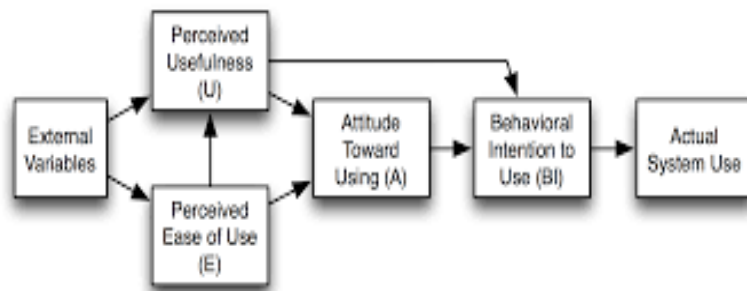 Perceived
Usefulness
(U)
External
Variables
Perceived
Ease of Use
(E)
Attitude
Toward
Using (A)
Behavioral
Intention to
Use (BI)
Actual
System Use